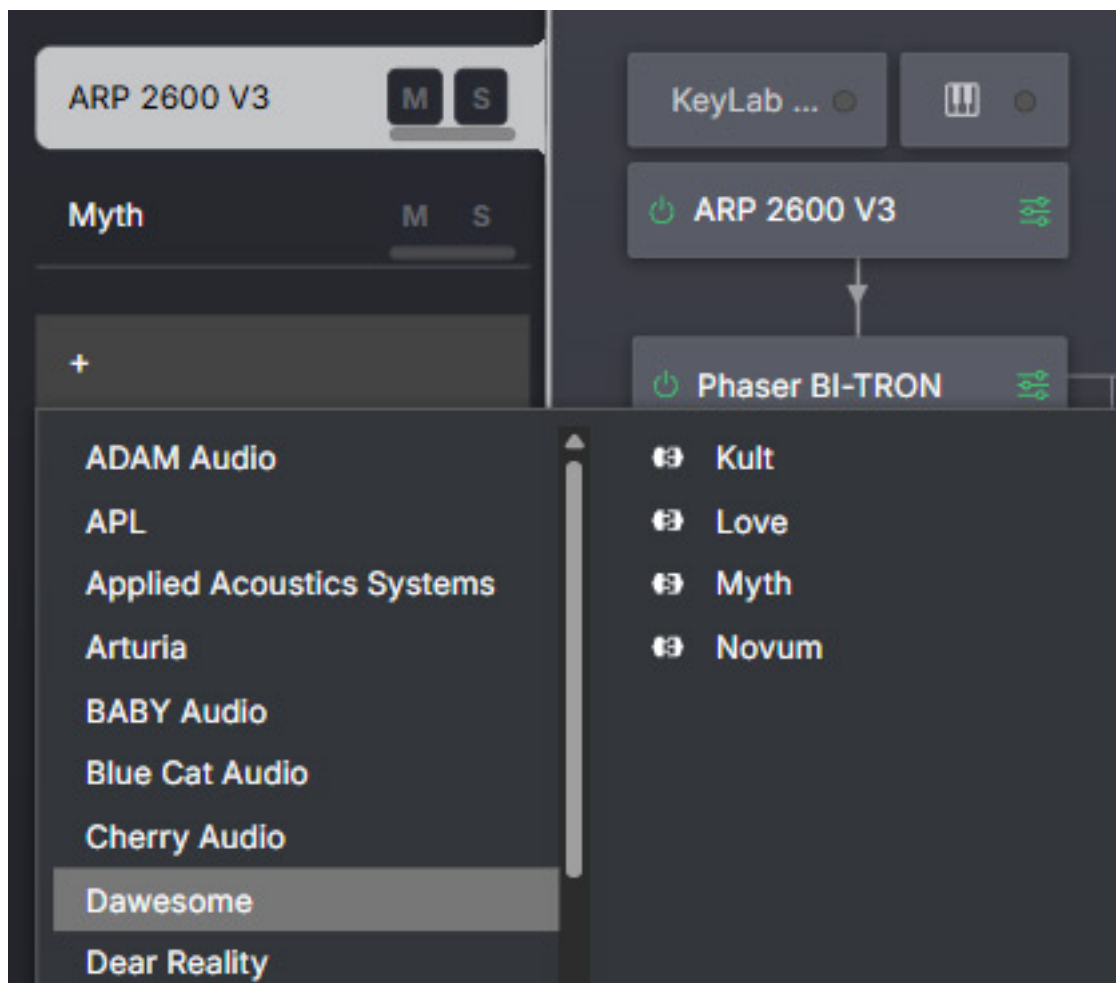 ARP 2600 V3 M S
Myth M S
+
KeyLab ...
ARP 2600 V3
Phaser BI-TRON
ADAM Audio
APL
Applied Acoustics Systems
Arturia
BABY Audio
Blue Cat Audio
Cherry Audio
Dawesome
Dear Reality
Kult
Love
Myth
Novum